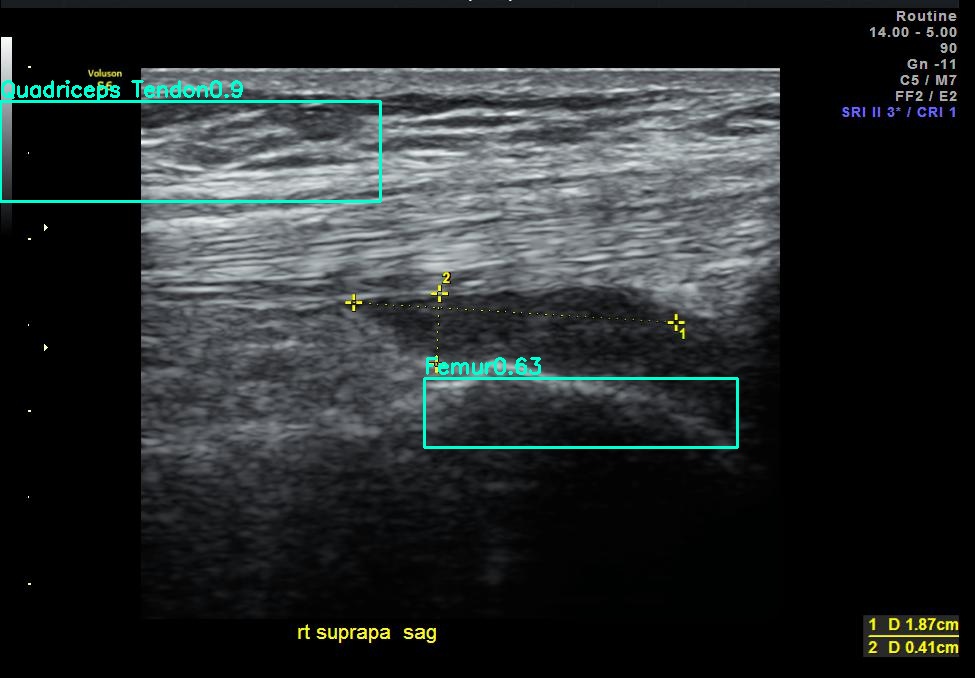 Routine
14.00 - 5.00
90
Gn -11
C5 / M7
FF2 / E2
SRI II 3* / CRI 1
Voluson
Quadriceps Tendon0.9
2
1
Femur0.63
rt suprapa sag
1 D 1.87cm
2 D 0.41cm